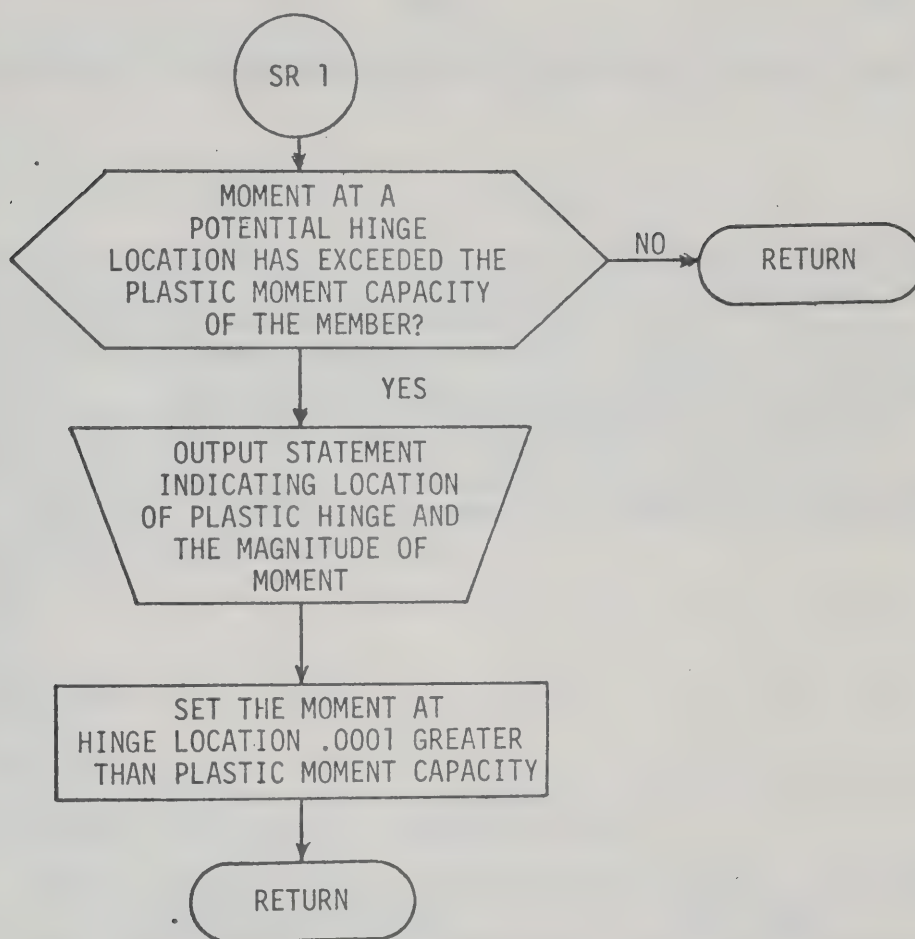 SR 1
MOMENT AT A
POTENTIAL HINGE
LOCATION HAS EXCEEDED THE
PLASTIC MOMENT CAPACITY
OF THE MEMBER?
NO
RETURN
YES
OUTPUT STATEMENT
INDICATING LOCATION
OF PLASTIC HINGE AND
THE MAGNITUDE OF
MOMENT
SET THE MOMENT AT
HINGE LOCATION .0001 GREATER
THAN PLASTIC MOMENT CAPACITY
RETURN